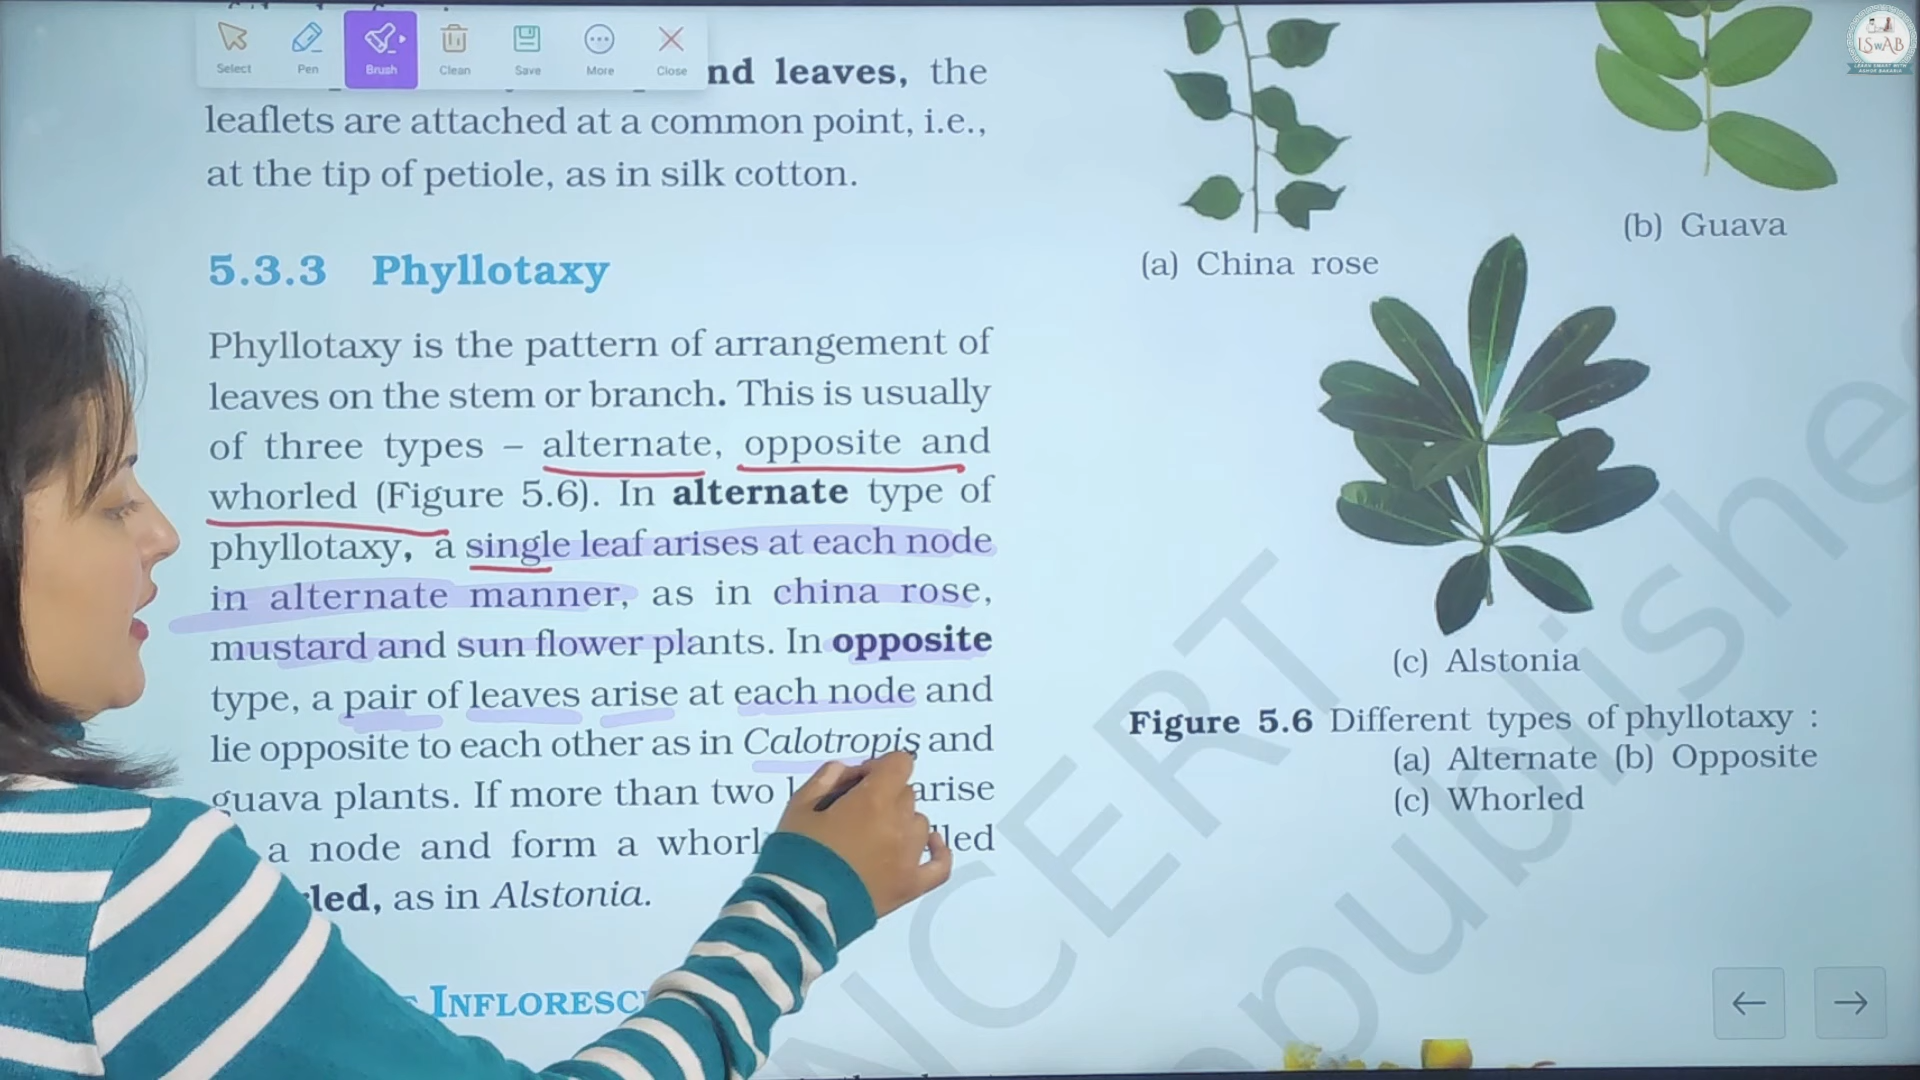 Select Pen Brush Clean Save More Close
nd leaves, the
leaflets are attached at a common point, i.e.,
at the tip of petiole, as in silk cotton.
5.3.3 Phyllotaxy
Phyllotaxy is the pattern of arrangement of
leaves on the stem or branch. This is usually
of three types – alternate, opposite and
whorled (Figure 5.6). In alternate type of
phyllotaxy, a single leaf arises at each node
in alternate manner, as in china rose,
mustard and sun flower plants. In opposite
type, a pair of leaves arise at each node and
lie opposite to each other as in Calotropis and
guava plants. If more than two arise
a node and form a whorl
led, as in Alstonia.
INFLORESC
(a) China rose
(b) Guava
(c) Alstonia
Figure 5.6 Different types of phyllotaxy :
(a) Alternate (b) Opposite
(c) Whorled
NCERT
published
LSWAB
LEARN SMART WITH